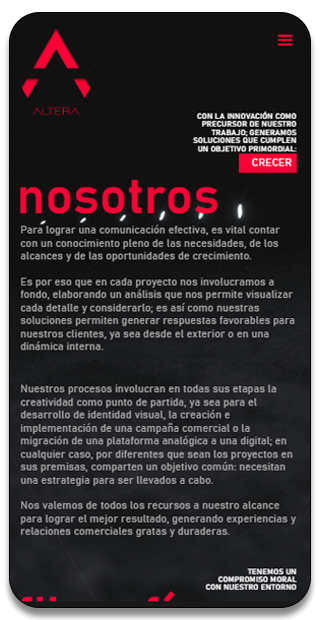 ALTERA
CON LA INNOVACIÓN COMO
PRECURSOR DE NUESTRO
TRABAJO; GENERAMOS
SOLUCIONES QUE CUMPLEN
UN OBJETIVO PRIMORDIAL:
CRECER
nosotros
Para lograr una comunicación efectiva, es vital contar
con un conocimiento pleno de las necesidades, de los
alcances y de las oportunidades de crecimiento.
Es por eso que en cada proyecto nos involucramos a
fondo, elaborando un análisis que nos permite visualizar
cada detalle y considerarlo; es así como nuestras
soluciones permiten generar respuestas favorables para
nuestros clientes, ya sea desde el exterior o en una
dinámica interna.
Nuestros procesos involucran en todas sus etapas la
creatividad como punto de partida, ya sea para el
desarrollo de identidad visual, la creación e
implementación de una campaña comercial o la
migración de una plataforma analógica a una digital; en
cualquier caso, por diferentes que sean los proyectos en
sus premisas, comparten un objetivo común: necesitan
una estrategia para ser llevados a cabo.
Nos valemos de todos los recursos a nuestro alcance
para lograr el mejor resultado, generando experiencias y
relaciones comerciales gratas y duraderas.
TENEMOS UN
COMPROMISO MORAL
CON NUESTRO ENTORNO